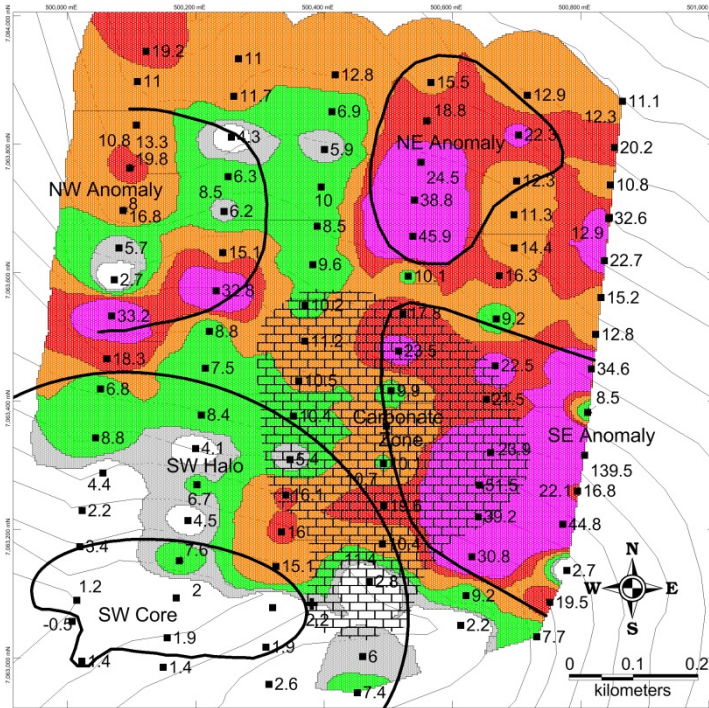 500,000 mE 500,200 mE 500,400 mE 500,600 mE 500,800 mE 501,000 mE
7,064,000 mN
19.2 11
11 12.8 15.5
11.7 12.9 11.1
6.9 18.8 12.3
10.8 13.3 4.3 NE Anomaly 22.3
7,063,800 mN
19.8 5.9 20.2
NW Anomaly 6.3 24.5 12.3 10.8
8 8.5 10 38.8
16.8 6.2 8.5 11.3 32.6
5.7 15.1 45.9 14.4 12.9
2.7 9.6 10.1 16.3 22.7
7,063,600 mN
32.8 10.2 15.2
33.2 8.8 17.8 9.2 12.8
18.3 11.2 23.5
7.5 10.5 22.5 34.6
6.8 9.9 21.5 8.5
7,063,400 mN
8.4 10.4 Carbonate
8.8 Zone SE Anomaly
4.1 23.9
SW Halo 5.4 139.5
4.4 6.7 51.5 22.1 16.8
2.2 4.5 16.1 19.6 39.2 44.8
7,063,200 mN
16
3.4 7.6 10.4 30.8
15.1 11.4 2.7
1.2 2 2.8 9.2 19.5
SW Core 2.2
-0.5 1.9 2.2 7.7
1.4 1.4 1.9 6
7,063,000 mN
2.6 7.4
N
W E
S
0 0.1 0.2
kilometers